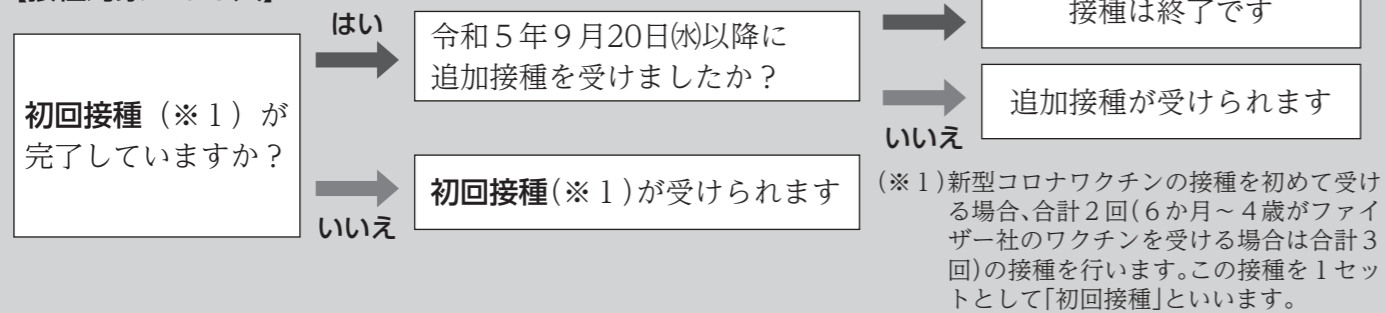 初回接種（※１）が
完了していますか？
はい
令和５年９月20日㈬以降に
追加接種を受けましたか？
接種は終了です
いいえ
追加接種が受けられます
いいえ
初回接種(※１)が受けられます
(※１)新型コロナワクチンの接種を初めて受け
る場合、合計２回(６か月～４歳がファイ
ザー社のワクチンを受ける場合は合計３
回)の接種を行います。この接種を１セッ
トとして「初回接種」といいます。